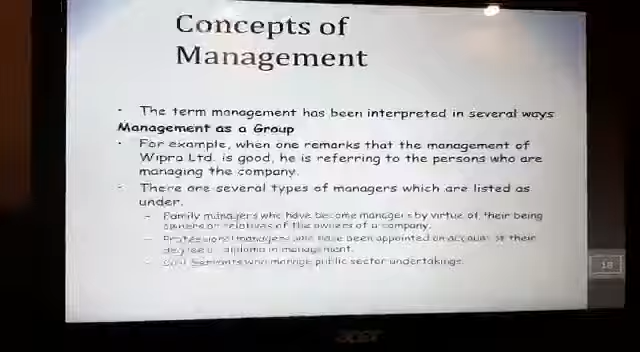 Concepts of
Management
• The term management has been interpreted in several ways
Management as a Group
• For example, when one remarks that the management of
Wipro Ltd. is good, he is referring to the persons who are
managing the company.
• There are several types of managers which are listed as
under.
– Family managers who have become managers by virtue of their being
owners or relatives of the owners of a company.
– Professional managers who have been appointed on account of their
degree or diploma in management.
– Civil Servants who manage public sector undertakings.
18
acer